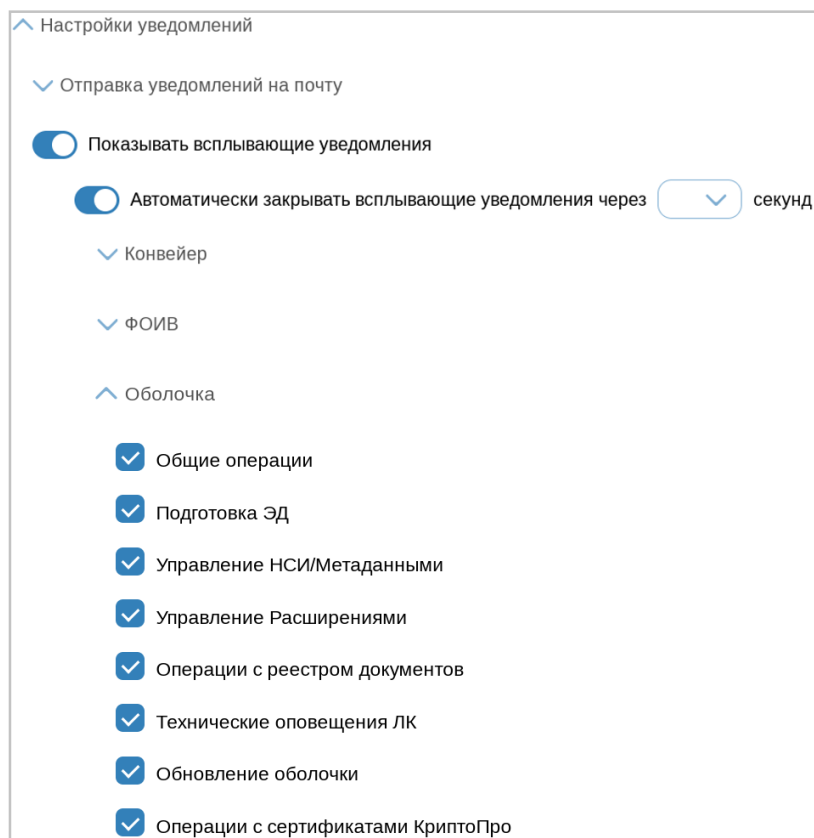 Настройки уведомлений
Отправка уведомлений на почту
Показывать всплывающие уведомления
Автоматически закрывать всплывающие уведомления через секунд
Конвейер
ФОИВ
Оболочка
Общие операции
Подготовка ЭД
Управление НСИ/Метаданными
Управление Расширениями
Операции с реестром документов
Технические оповещения ЛК
Обновление оболочки
Операции с сертификатами КриптоПро